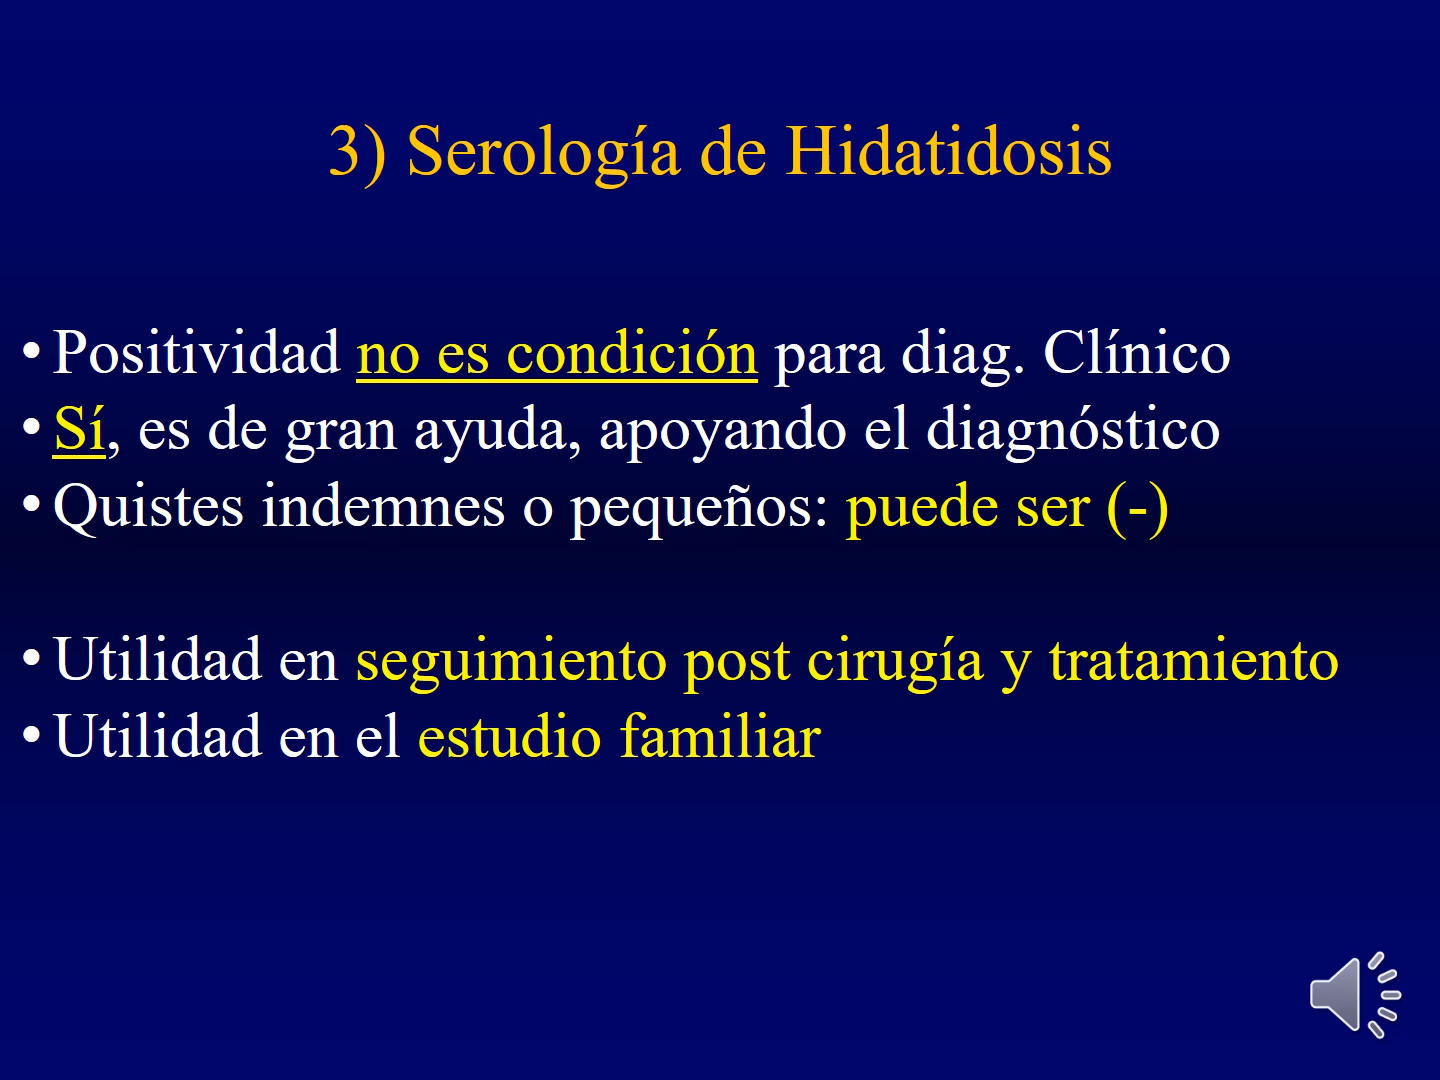 3) Serología de Hidatidosis
• Positividad no es condición para diag. Clínico
• Sí, es de gran ayuda, apoyando el diagnóstico
• Quistes indemnes o pequeños: puede ser (-)
• Utilidad en seguimiento post cirugía y tratamiento
• Utilidad en el estudio familiar